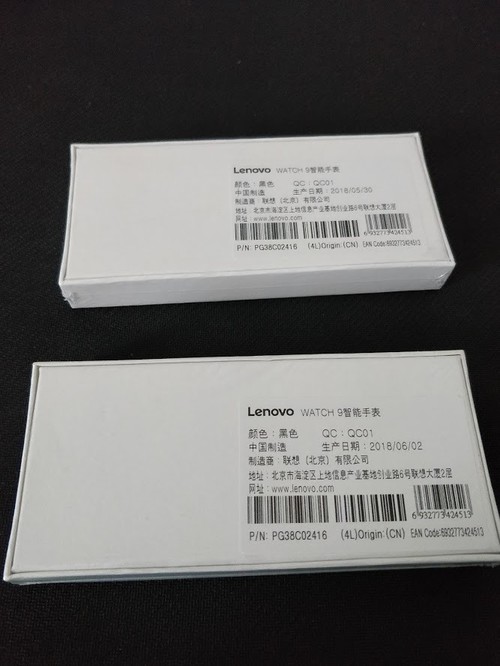 Lenovo WATCH 9智能手表
颜色：黑色 QC：QC01
中国制造 生产日期：2018/05/30
制造商：联想（北京）有限公司
地址：北京市海淀区上地信息产业基地创业路6号联想大厦2层
网址：www.lenovo.com
6 932773 424513
P/N: PG38C02416 (4L)Origin:(CN) EAN Code:6932773424513
Lenovo WATCH 9智能手表
颜色：黑色 QC：QC01
中国制造 生产日期：2018/06/02
制造商：联想（北京）有限公司
地址：北京市海淀区上地信息产业基地创业路6号联想大厦2层
网址：www.lenovo.com
6 932773 424513
P/N: PG38C02416 (4L)Origin:(CN) EAN Code:6932773424513